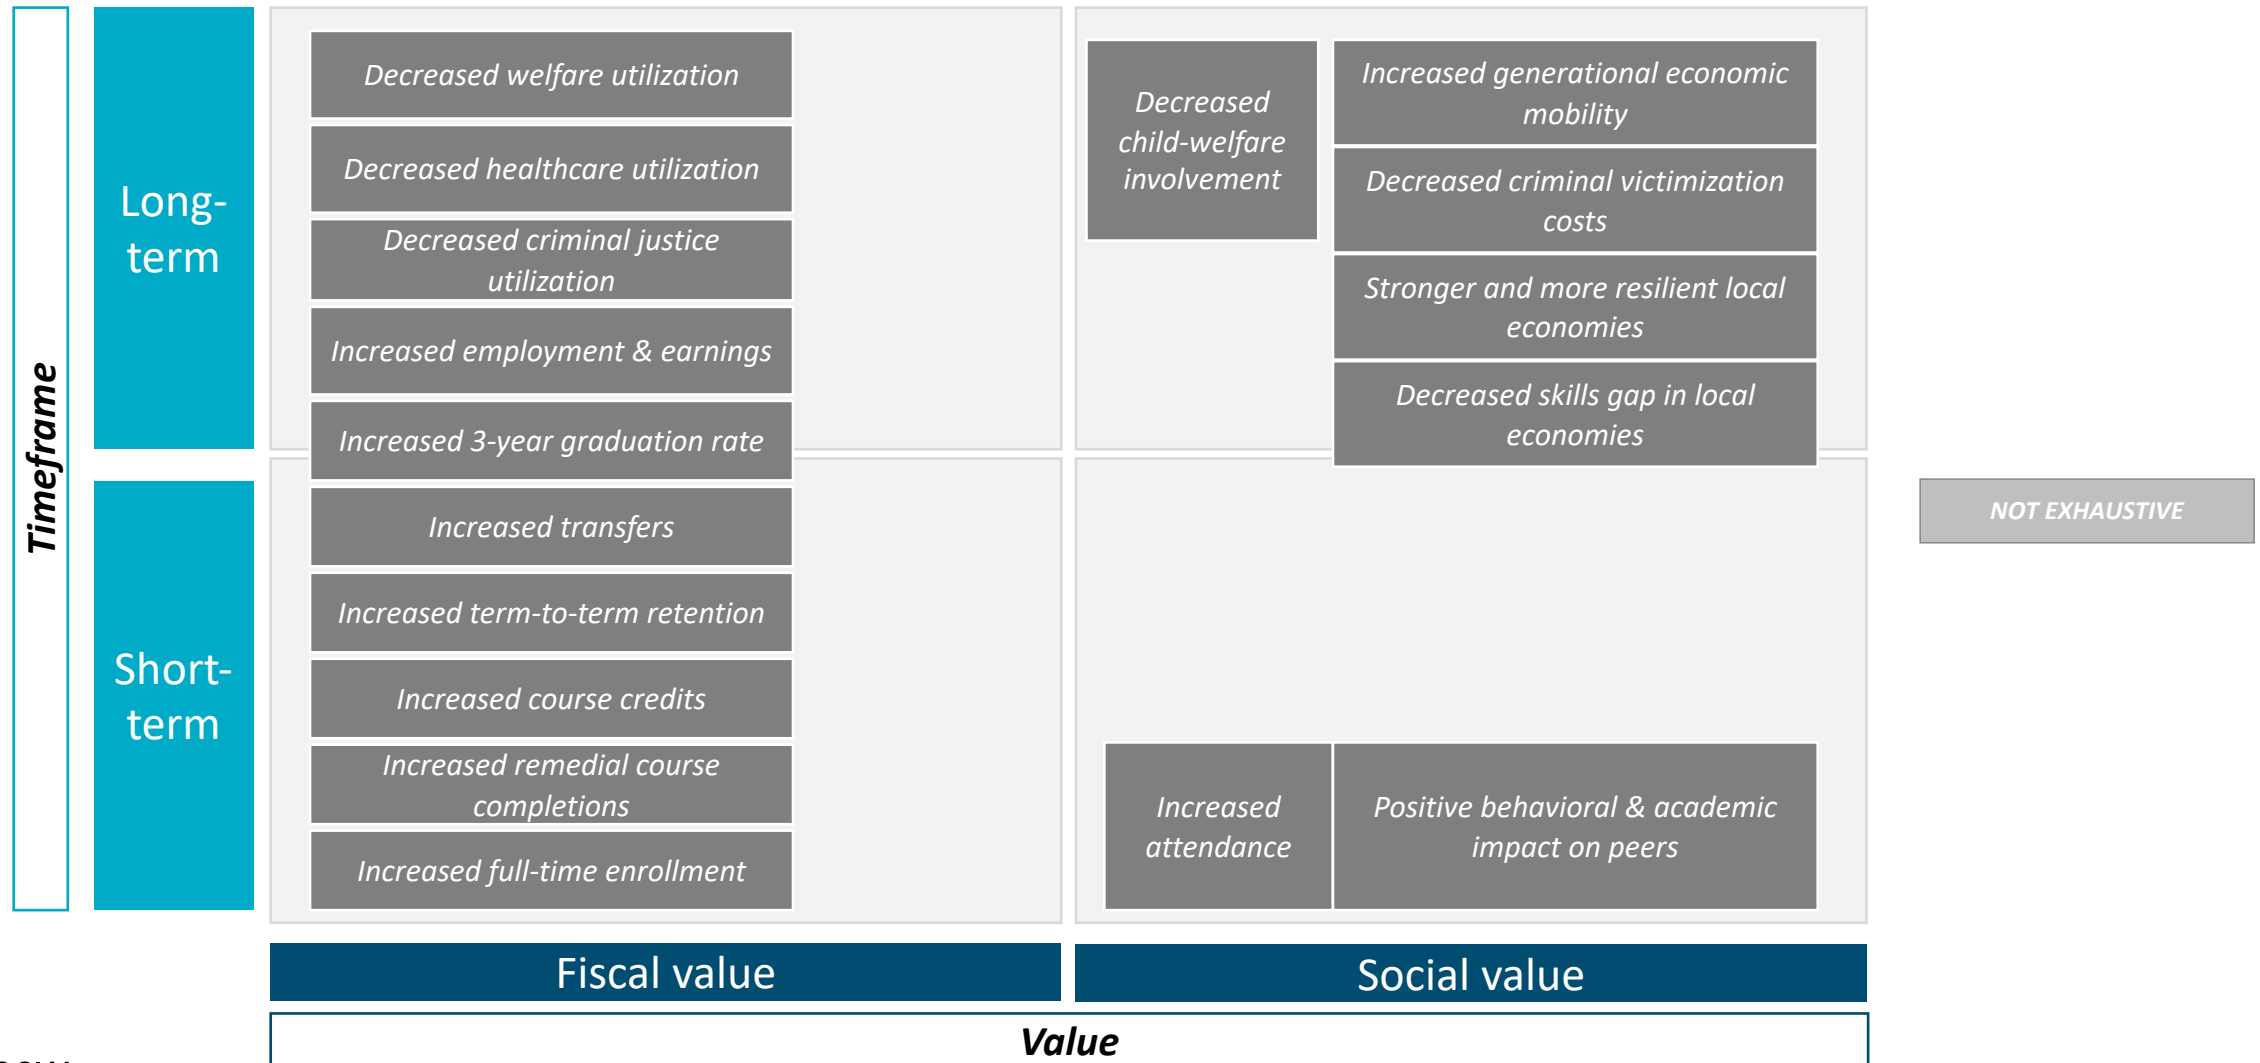 Timeframe
Long-
term
Short-
term
Decreased welfare utilization
Decreased healthcare utilization
Decreased criminal justice
utilization
Increased employment & earnings
Increased 3-year graduation rate
Increased transfers
Increased term-to-term retention
Increased course credits
Increased remedial course
completions
Increased full-time enrollment
Decreased
child-welfare
involvement
Increased generational economic
mobility
Decreased criminal victimization
costs
Stronger and more resilient local
economies
Decreased skills gap in local
economies
Increased
attendance
Positive behavioral & academic
impact on peers
NOT EXHAUSTIVE
Fiscal value
Social value
Value